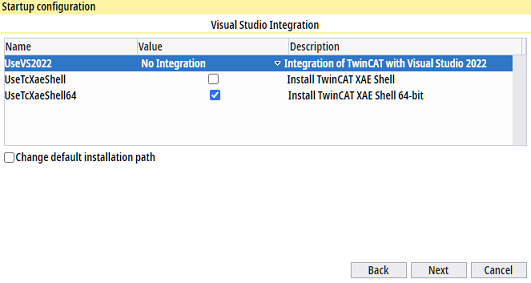 Startup configuration
Visual Studio Integration
Name Value Description
UseVS2022 No Integration Integration of TwinCAT with Visual Studio 2022
UseTcXaeShell Install TwinCAT XAE Shell
UseTcXaeShell64 Install TwinCAT XAE Shell 64-bit
Change default installation path
Back Next Cancel